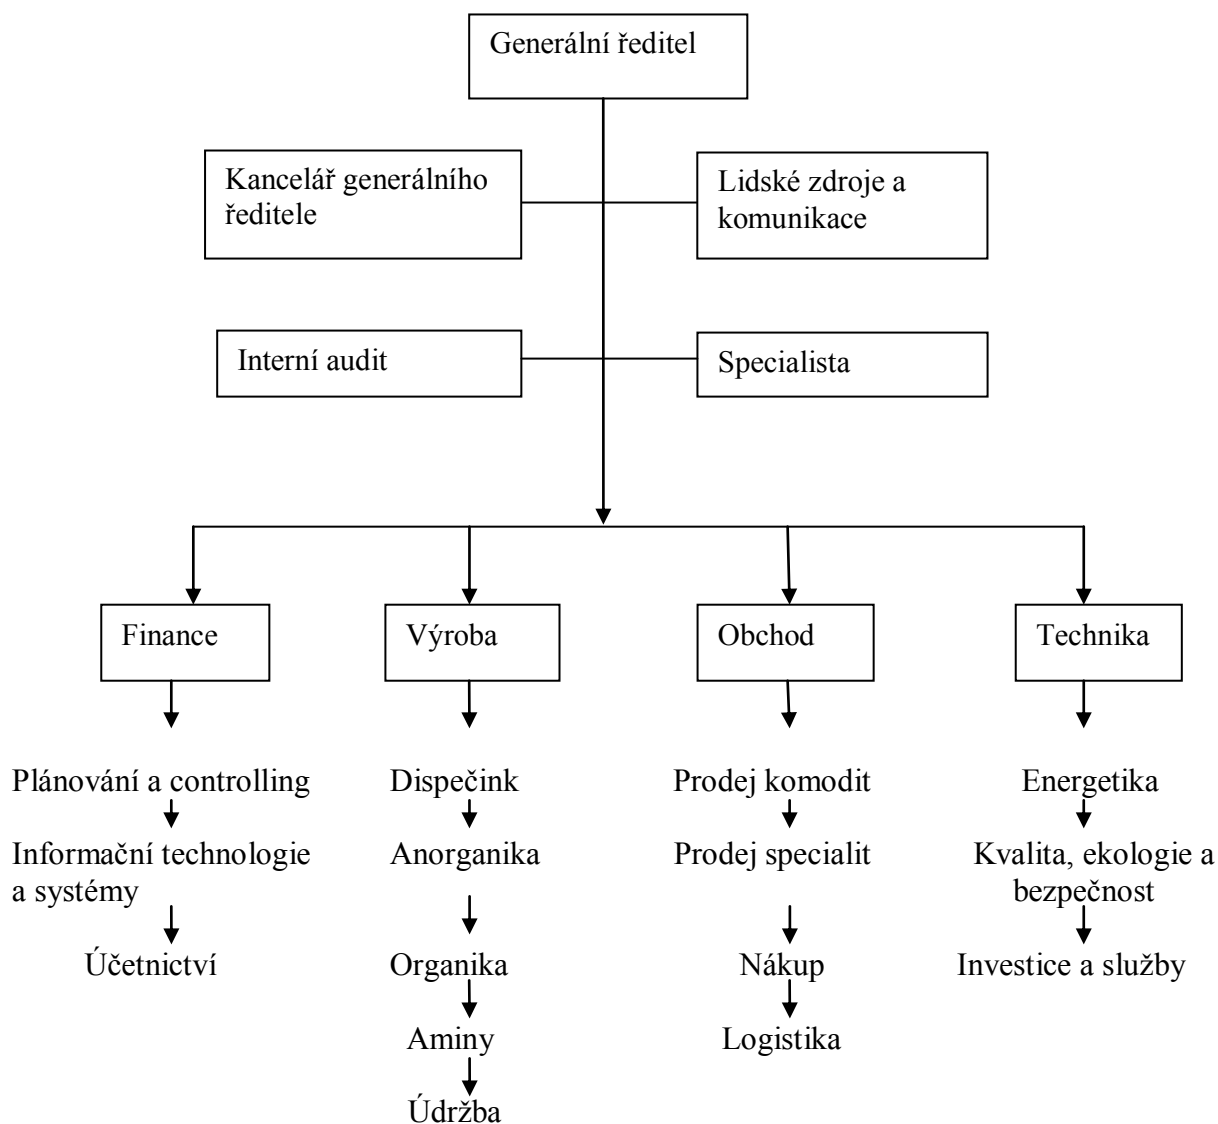 Generální ředitel
Kancelář generálního
ředitele
Lidské zdroje a
komunikace
Interní audit
Specialista
Finance
Výroba
Obchod
Technika
Plánování a controlling
Dispečink
Prodej komodit
Energetika
Informační technologie
a systémy
Anorganika
Prodej specialit
Kvalita, ekologie a
bezpečnost
Účetnictví
Organika
Nákup
Investice a služby
Aminy
Logistika
Údržba